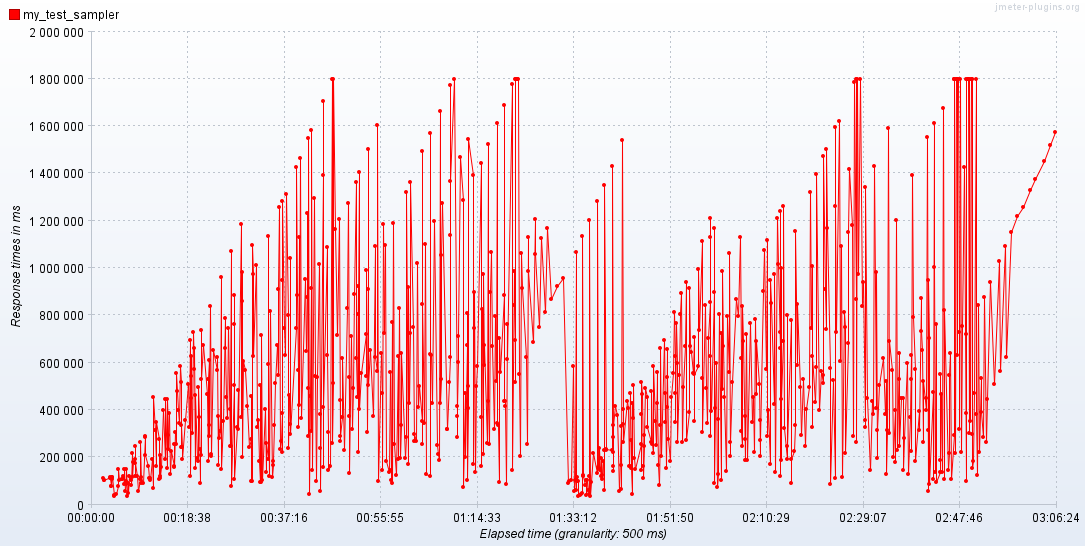 my_test_sampler
jmeter-plugins.org
2 000 000
1 800 000
1 600 000
1 400 000
1 200 000
1 000 000
800 000
600 000
400 000
200 000
0
Response times in ms
00:00:00 00:18:38 00:37:16 00:55:55 01:14:33 01:33:12 01:51:50 02:10:29 02:29:07 02:47:46 03:06:24
Elapsed time (granularity: 500 ms)